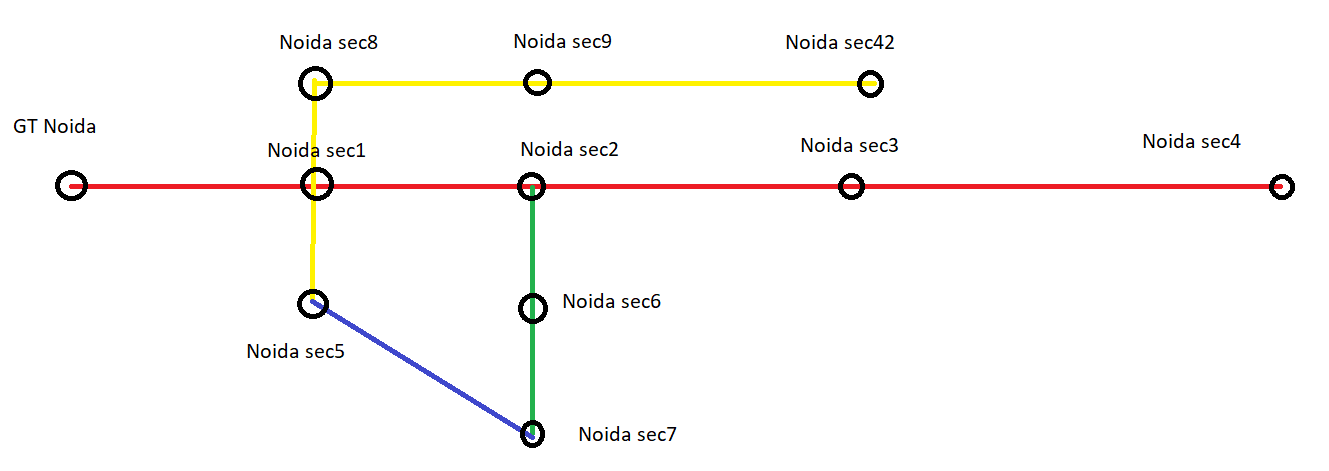 Noida sec8
Noida sec9
Noida sec42
GT Noida
Noida sec1
Noida sec2
Noida sec3
Noida sec4
Noida sec6
Noida sec5
Noida sec7